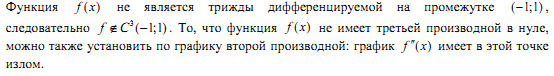 Функция f(x) не является трижды дифференцируемой на промежутке (−1;1),
следовательно f ∉ C³(−1;1). То, что функция f(x) не имеет третьей производной в нуле,
можно также установить по графику второй производной: график f″(x) имеет в этой точке
излом.